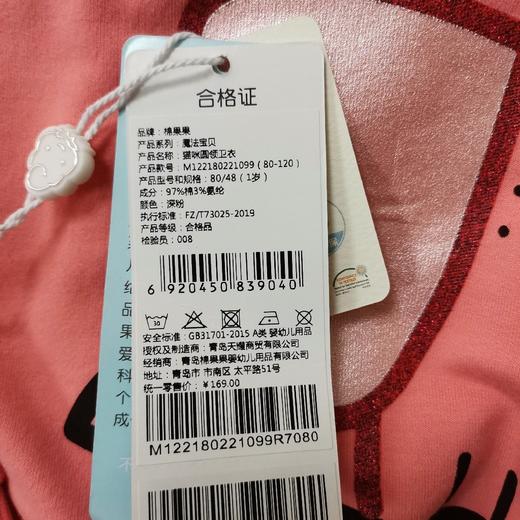 合格证
品牌: 棉果果
产品系列: 魔法宝贝
产品名称: 猫咪圆领卫衣
产品款号: M122180221099 (80-120)
产品型号和规格: 80/48 (1岁)
成分: 97%棉3%氨纶
颜色: 深粉
执行标准: FZ/T73025-2019
产品等级: 合格品
检验员: 008
6 920450 839040
30
安全标准: GB31701-2015 A类 婴幼儿用品
授权及制造商: 青岛天耀商贸有限公司
经销商: 青岛棉果果婴幼儿用品有限公司
地址: 青岛市 市南区 太平路51号
统一零售价: ¥169.00
M122180221099R7080
果
爱
科
个
成
不